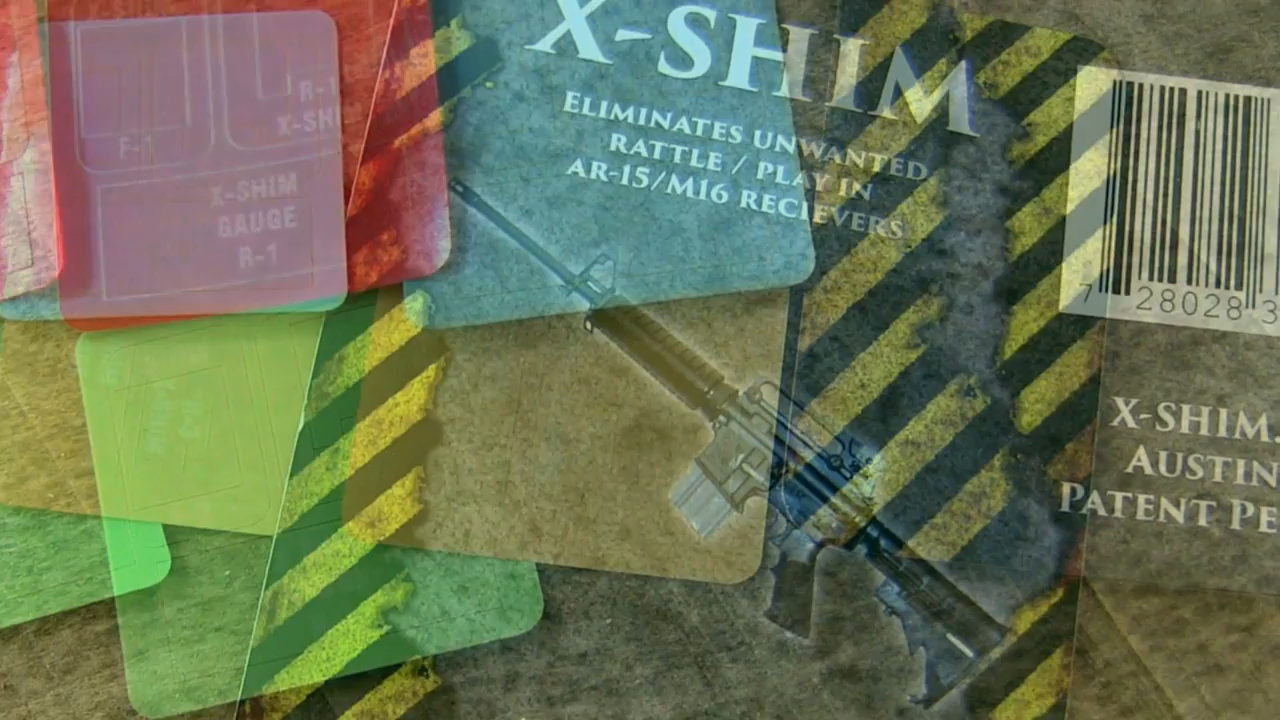 X-SHIM
ELIMINATES UNWANTED
RATTLE / PLAY IN
AR-15/M16 RECIEVERS
R-1
X-SHI
F-1
X-SHIM
GAUGE
R-1
7 28028 3
X-SHIM
AUSTIN
PATENT PE